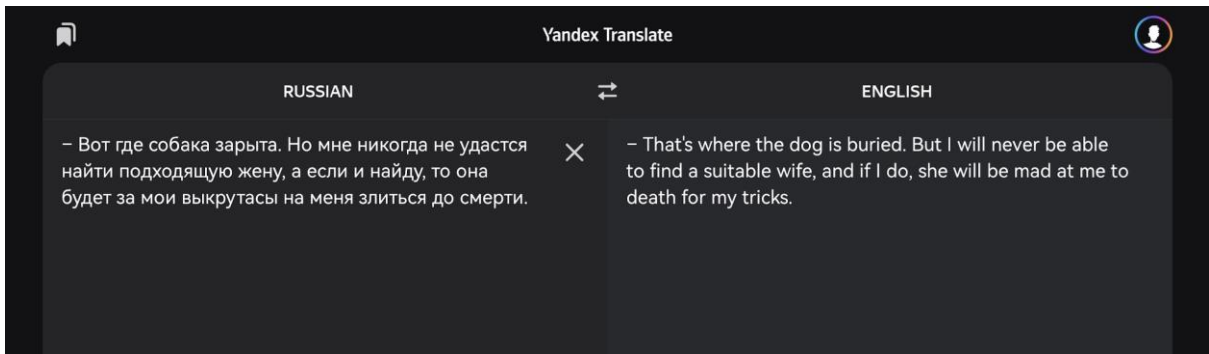 Yandex Translate
RUSSIAN
ENGLISH
– Вот где собака зарыта. Но мне никогда не удастся
найти подходящую жену, а если и найду, то она
будет за мои выкрутасы на меня злиться до смерти.
– That's where the dog is buried. But I will never be able
to find a suitable wife, and if I do, she will be mad at me to
death for my tricks.